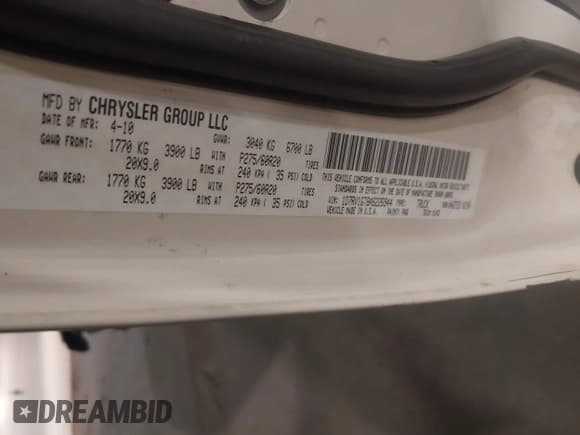 MFD BY CHRYSLER GROUP LLC
DATE OF MFR: 4-10 GVWR: 3040 KG 6700 LB
GAWR FRONT: 1770 KG 3900 LB WITH P275/60R20 TIRES
20X9.0 RIMS AT 240 KPA ( 35 PSI) COLD
GAWR REAR: 1770 KG 3900 LB WITH P275/60R20 TIRES
20X9.0 RIMS AT 240 KPA ( 35 PSI) COLD
THIS VEHICLE CONFORMS TO ALL APPLICABLE U.S.A. FEDERAL MOTOR VEHICLE SAFETY
STANDARDS IN EFFECT ON THE DATE OF MANUFACTURE SHOWN ABOVE.
VIN: TYPE: TRUCK
VEHICLE MADE IN U.S.A. PAINT:
DREAMBID